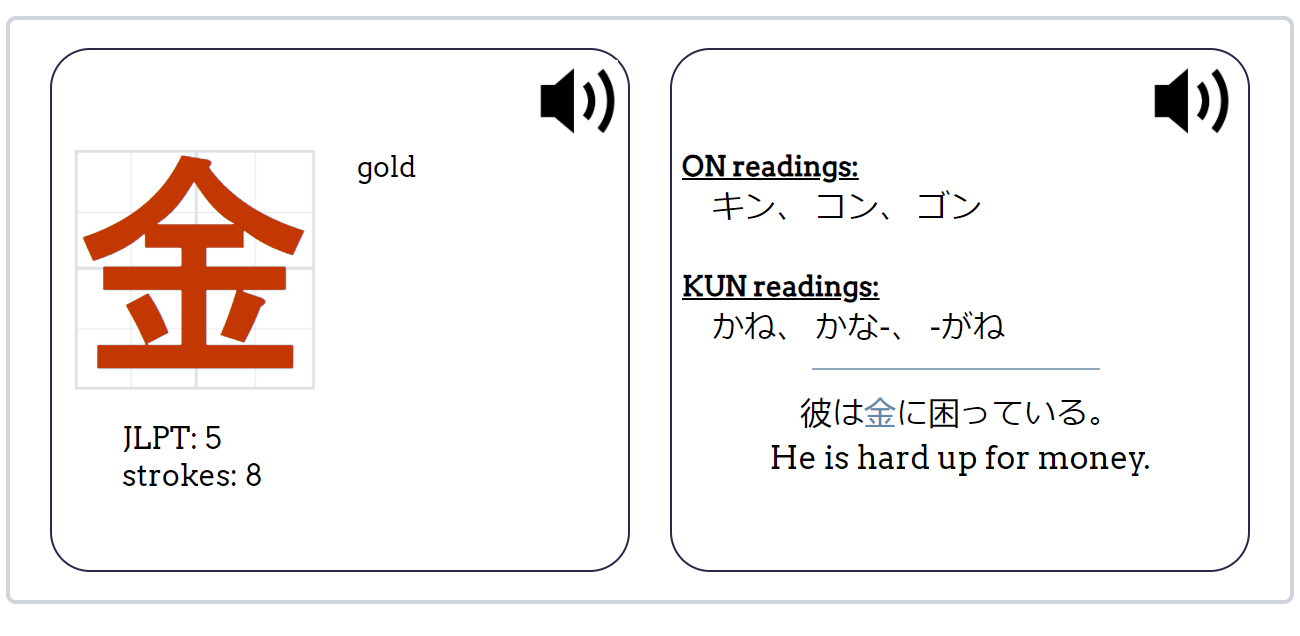 金
gold
JLPT: 5
strokes: 8
ON readings:
キン、 コン、 ゴン
KUN readings:
かね、 かな-、 -がね
彼は金に困っている。
He is hard up for money.